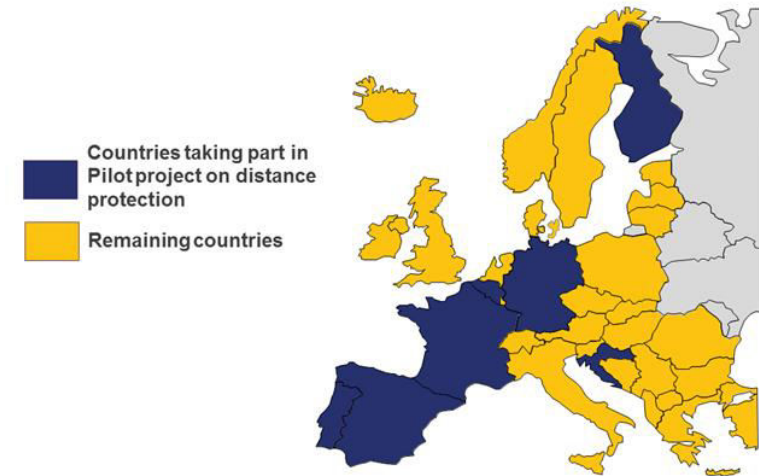 Countries taking part in
Pilot project on distance
protection
Remaining countries